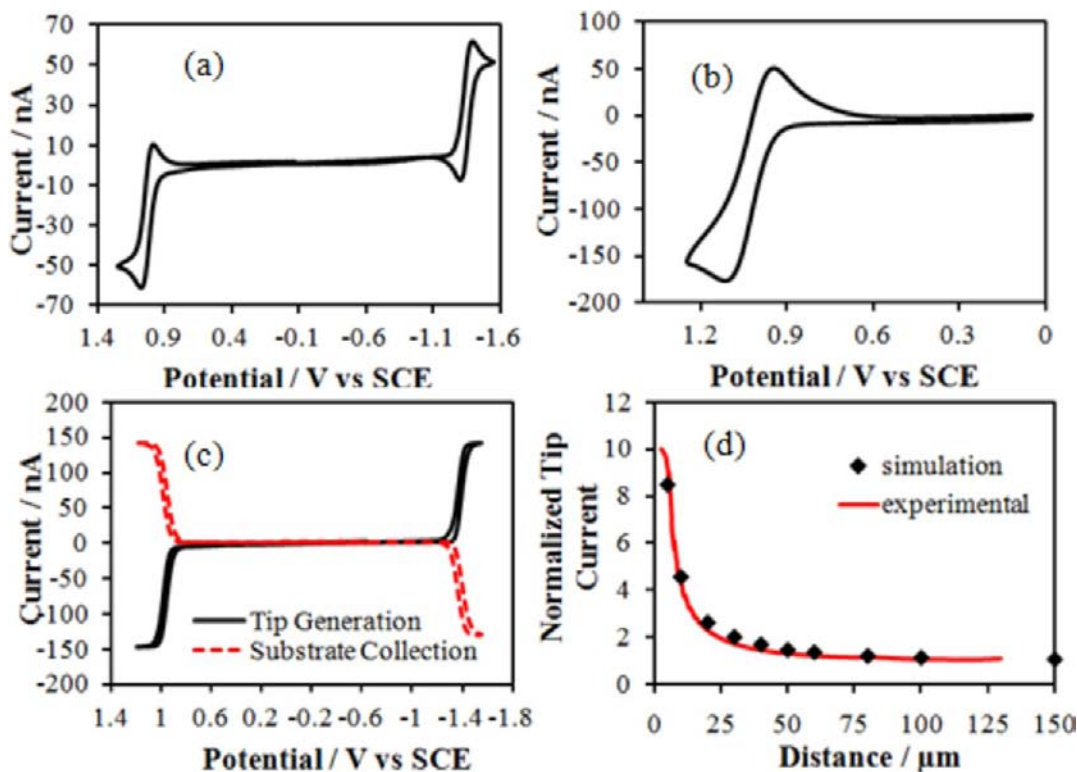 (a)
Current / nA
70
50
30
10
-10
-30
-50
-70
1.4 0.9 0.4 -0.1 -0.6 -1.1 -1.6
Potential / V vs SCE
(b)
Current / nA
100
50
0
-50
-100
-150
-200
1.2 0.9 0.6 0.3 0
Potential / V vs SCE
(c)
Current / nA
200
150
100
50
0
-50
-100
-150
-200
Tip Generation
Substrate Collection
1.4 1 0.6 0.2 -0.2 -0.6 -1 -1.4 -1.8
Potential / V vs SCE
(d)
Normalized Tip
Current
12
10
8
6
4
2
0
simulation
experimental
0 25 50 75 100 125 150
Distance / μm